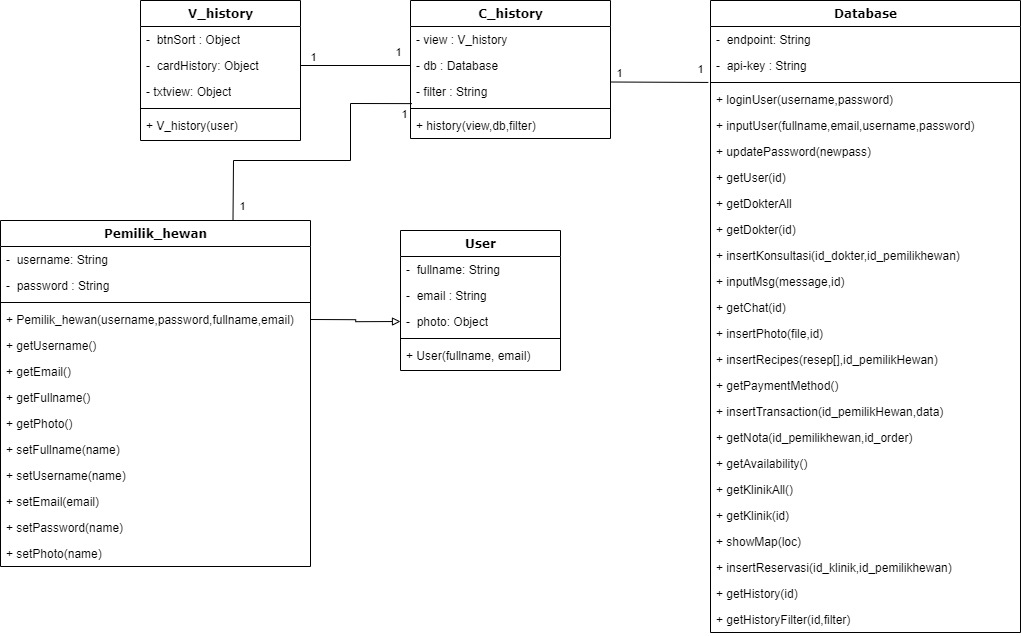 V_history
- btnSort : Object
- cardHistory: Object
- txtview: Object
+ V_history(user)
1
1
C_history
- view : V_history
- db : Database
- filter : String
+ history(view,db,filter)
1
1
1
1
Database
- endpoint: String
- api-key : String
+ loginUser(username,password)
+ inputUser(fullname,email,username,password)
+ updatePassword(newpass)
+ getUser(id)
+ getDokterAll
+ getDokter(id)
+ insertKonsultasi(id_dokter,id_pemilikhewan)
+ inputMsg(message,id)
+ getChat(id)
+ insertPhoto(file,id)
+ insertRecipes(resep[],id_pemilikHewan)
+ getPaymentMethod()
+ insertTransaction(id_pemilikHewan,data)
+ getNota(id_pemilikhewan,id_order)
+ getAvailability()
+ getKlinikAll()
+ getKlinik(id)
+ showMap(loc)
+ insertReservasi(id_klinik,id_pemilikhewan)
+ getHistory(id)
+ getHistoryFilter(id,filter)
Pemilik_hewan
- username: String
- password : String
+ Pemilik_hewan(username,password,fullname,email)
+ getUsername()
+ getEmail()
+ getFullname()
+ getPhoto()
+ setFullname(name)
+ setUsername(name)
+ setEmail(email)
+ setPassword(name)
+ setPhoto(name)
User
- fullname: String
- email : String
- photo: Object
+ User(fullname, email)